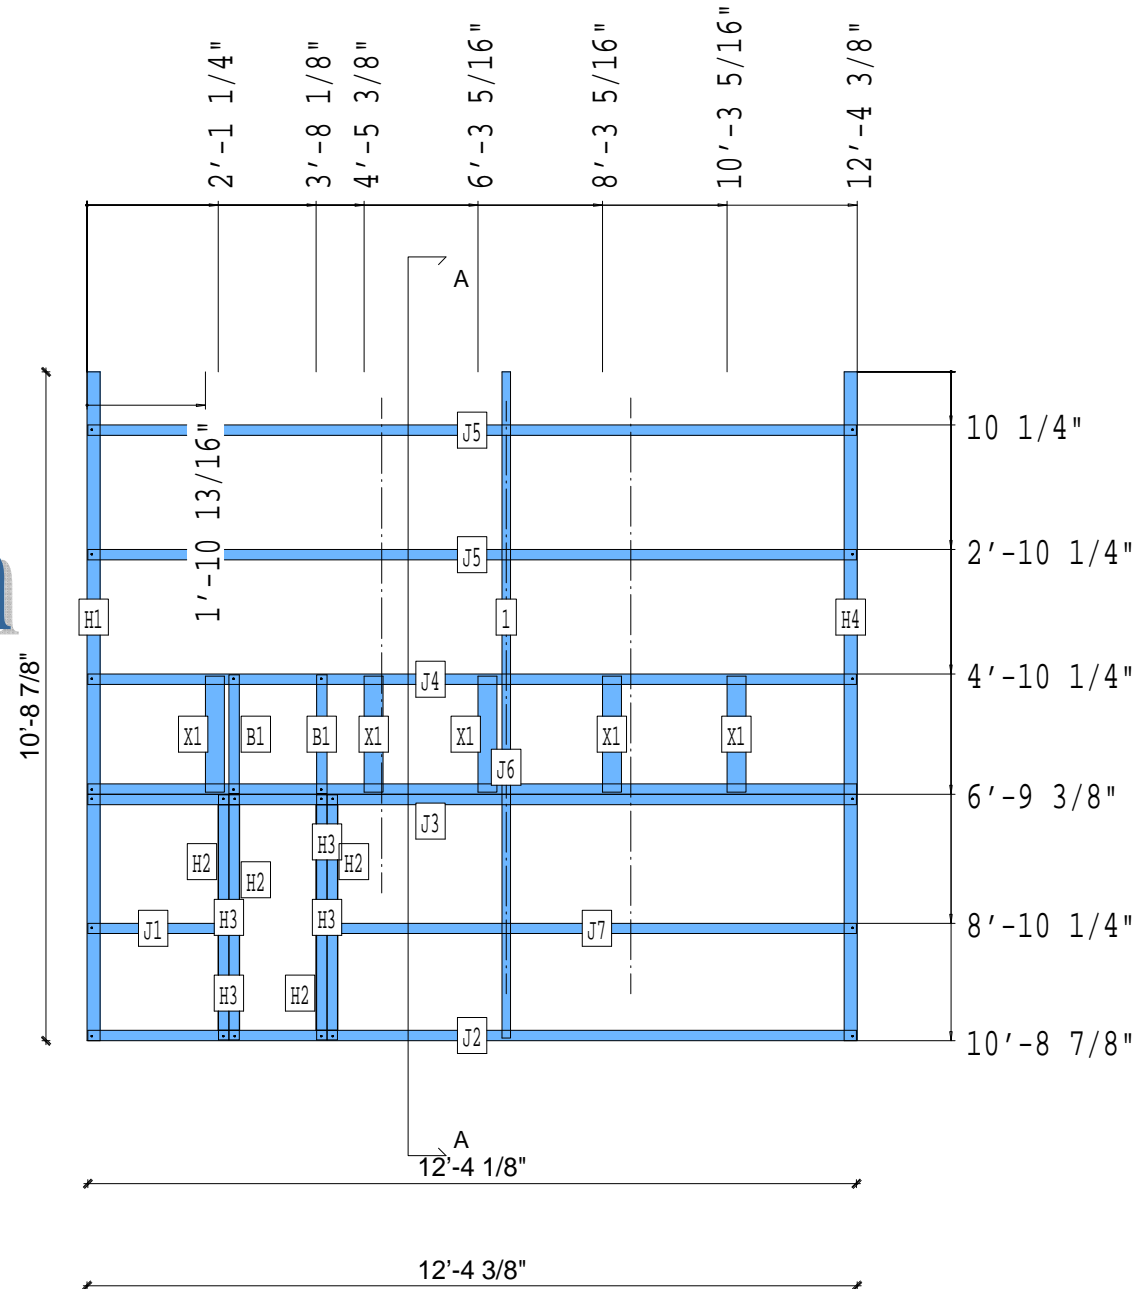 2'-1 1/4"
3'-8 1/8"
4'-5 3/8"
6'-3 5/16"
8'-3 5/16"
10'-3 5/16"
12'-4 3/8"
A
1'-10 13/16"
J5
10 1/4"
J5
2'-10 1/4"
H1
1
H4
10'-8 7/8"
J4
4'-10 1/4"
X1
B1
B1
X1
X1
X1
X1
J6
6'-9 3/8"
J3
H3
H2
H2
H2
J1
H3
H3
J7
8'-10 1/4"
H3
H2
J2
10'-8 7/8"
A
12'-4 1/8"
12'-4 3/8"